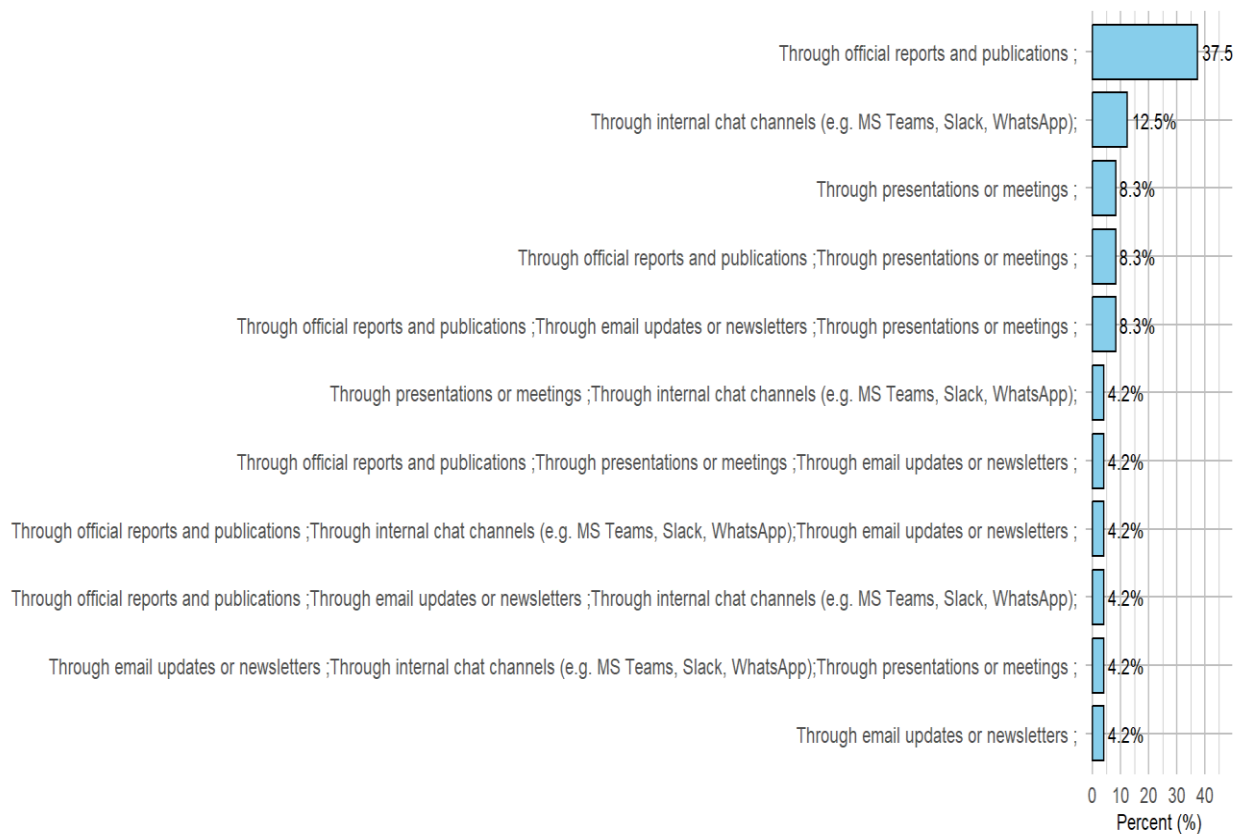 Through official reports and publications ;
37.5
Through internal chat channels (e.g. MS Teams, Slack, WhatsApp);
12.5%
Through presentations or meetings ;
8.3%
Through official reports and publications ;Through presentations or meetings ;
8.3%
Through official reports and publications ;Through email updates or newsletters ;Through presentations or meetings ;
8.3%
Through presentations or meetings ;Through internal chat channels (e.g. MS Teams, Slack, WhatsApp);
4.2%
Through official reports and publications ;Through presentations or meetings ;Through email updates or newsletters ;
4.2%
Through official reports and publications ;Through internal chat channels (e.g. MS Teams, Slack, WhatsApp);Through email updates or newsletters ;
4.2%
Through official reports and publications ;Through email updates or newsletters ;Through internal chat channels (e.g. MS Teams, Slack, WhatsApp);
4.2%
Through email updates or newsletters ;Through internal chat channels (e.g. MS Teams, Slack, WhatsApp);Through presentations or meetings ;
4.2%
Through email updates or newsletters ;
4.2%
0 10 20 30 40
Percent (%)